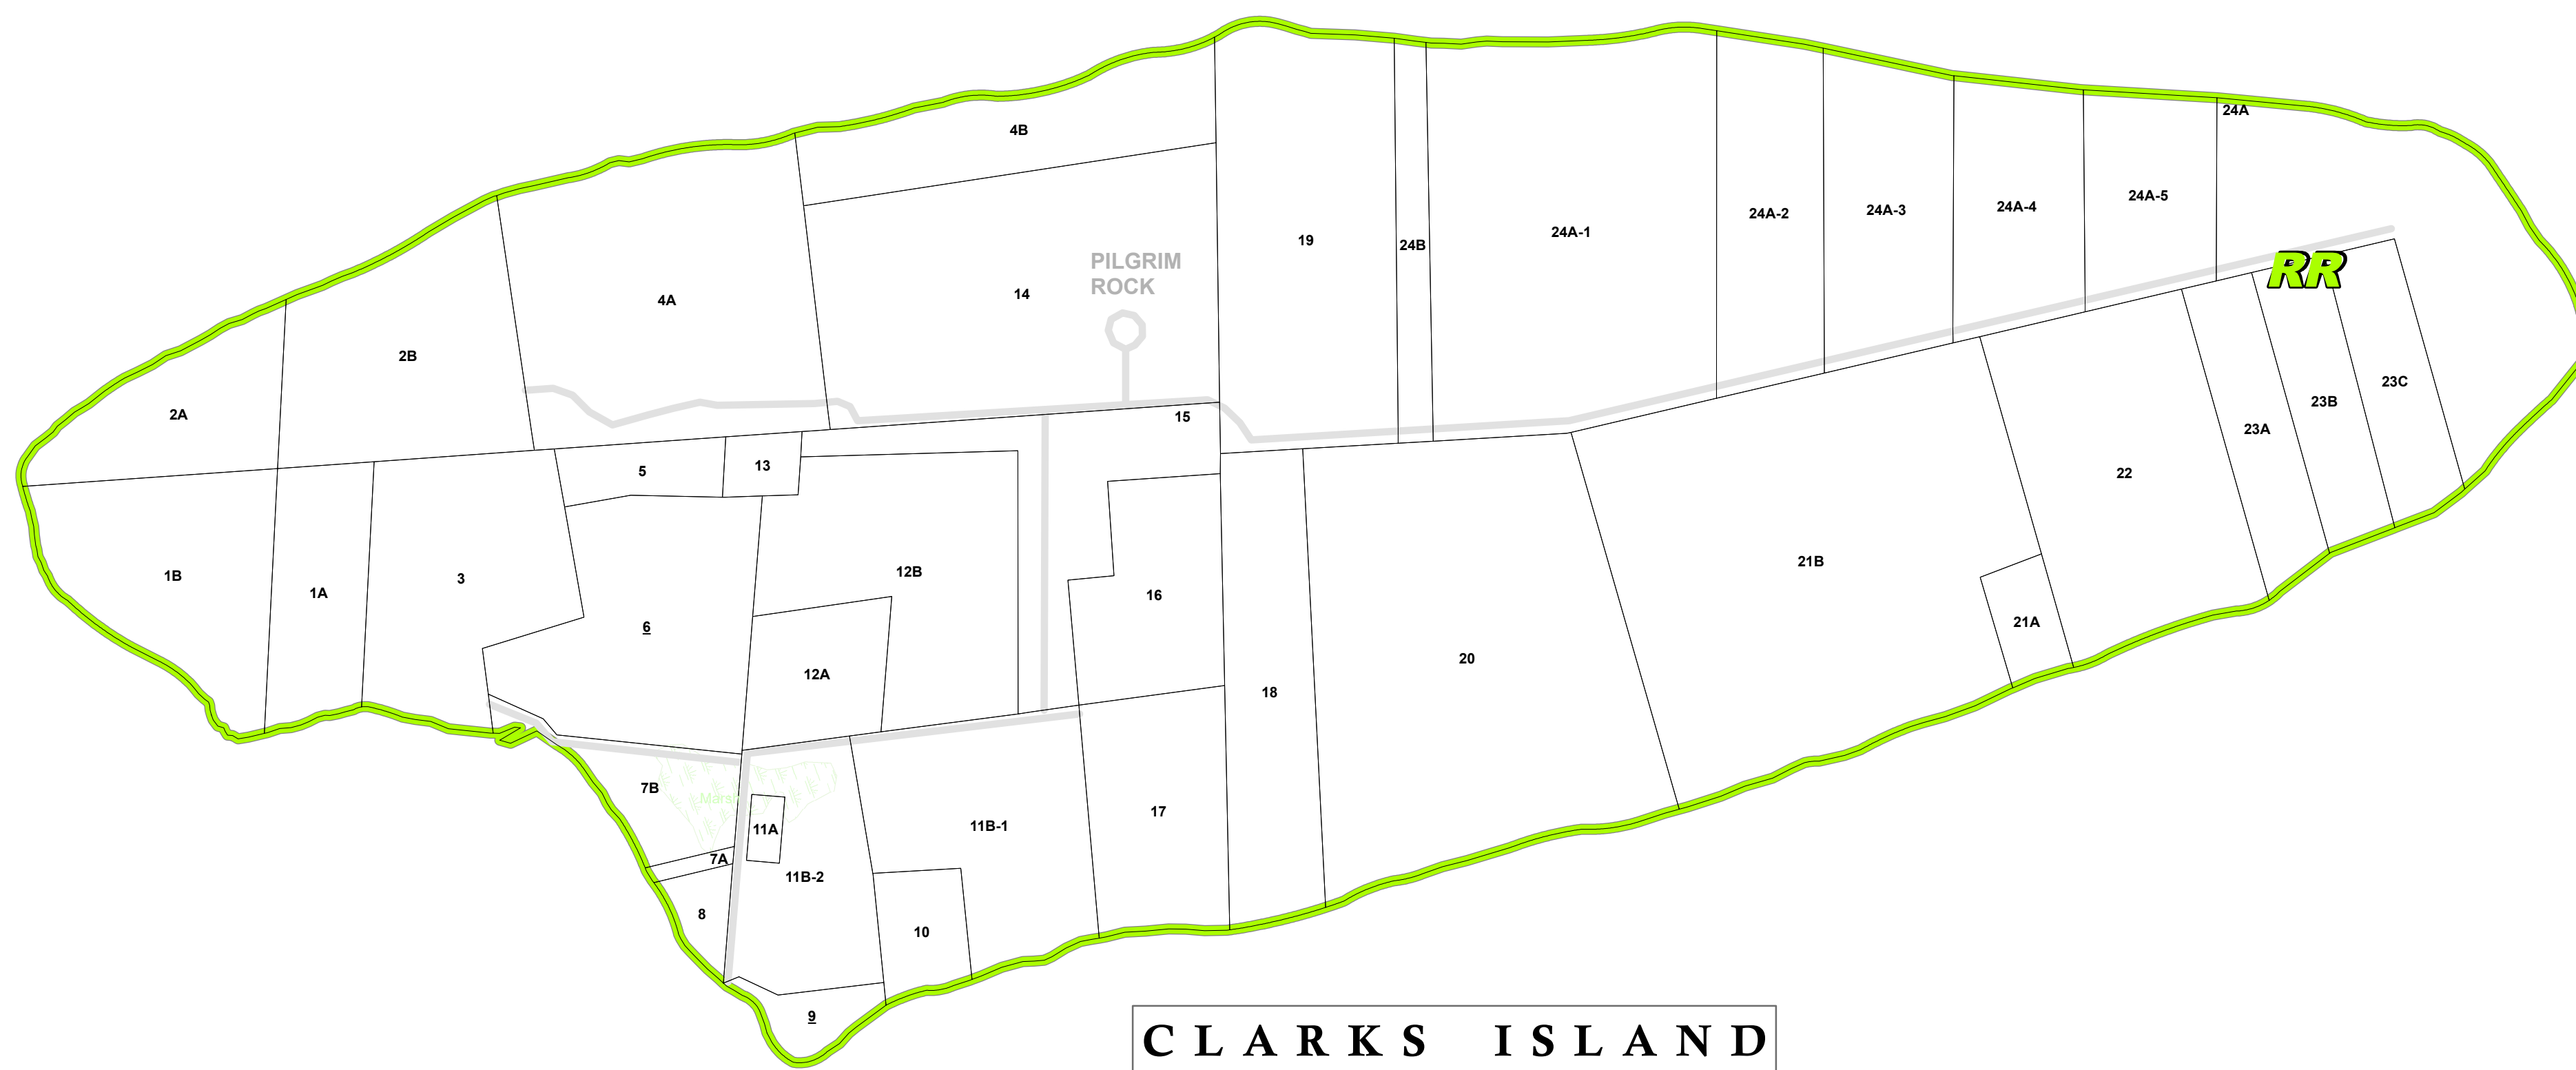 24A
4B
24A-5
24A-4
24A-3
24A-2
24A-1
19
24B
PILGRIM
ROCK
RR
14
4A
2B
23C
23B
2A
15
23A
13
5
22
21B
12B
1B
3
1A
16
21A
6
20
12A
18
7B
Marsh
17
11B-1
11A
7A
11B-2
8
10
9
CLARKS ISLAND